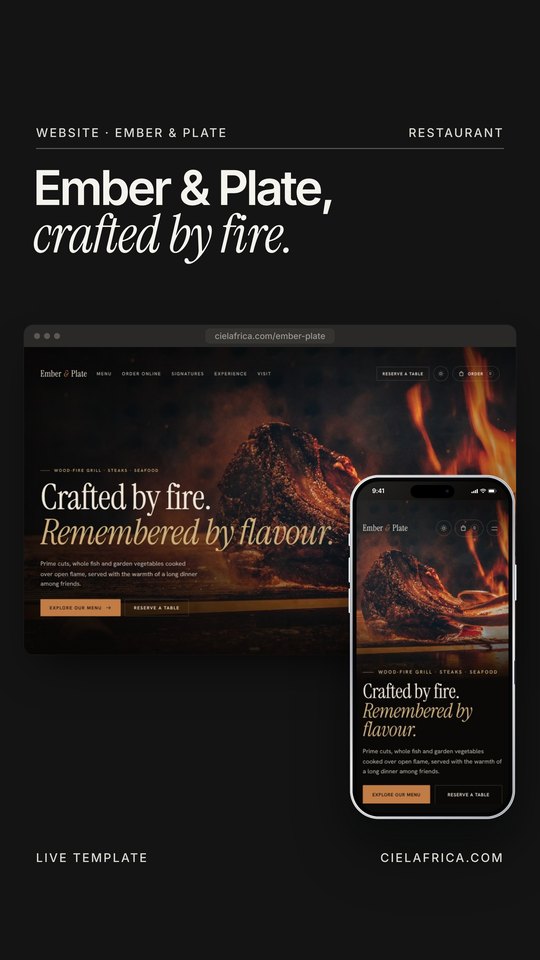 WEBSITE · EMBER & PLATE
RESTAURANT
Ember & Plate,
crafted by fire.
cielafrica.com/ember-plate
Ember & Plate MENU ORDER ONLINE SIGNATURES EXPERIENCE VISIT RESERVE A TABLE ORDER 0
WOOD-FIRE GRILL · STEAKS · SEAFOOD
Crafted by fire.
Remembered by flavour.
Prime cuts, whole fish and garden vegetables cooked
over open flame, served with the warmth of a long dinner
among friends.
EXPLORE OUR MENU → RESERVE A TABLE
9:41
Ember & Plate
WOOD-FIRE GRILL · STEAKS · SEAFOOD
Crafted by fire.
Remembered by
flavour.
Prime cuts, whole fish and garden vegetables
cooked over open flame, served with the warmth of
a long dinner among friends.
EXPLORE OUR MENU RESERVE A TABLE
LIVE TEMPLATE
CIELAFRICA.COM